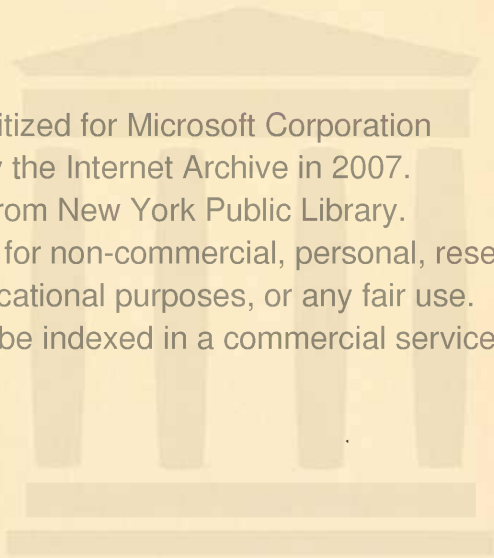 itized for Microsoft Corporation
the Internet Archive in 2007.
rom New York Public Library.
for non-commercial, personal, rese
cational purposes, or any fair use.
be indexed in a commercial service